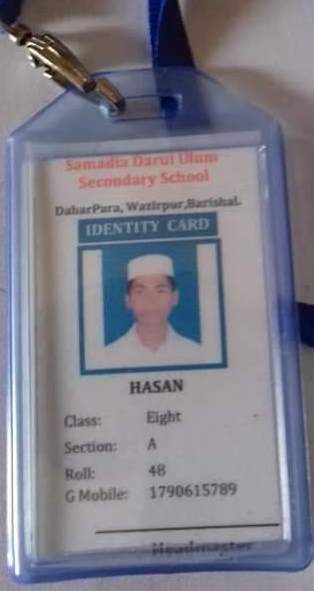 Samadia Darul Ulum
Secondary School
DaharPara, Wazirpur,Barishal.
IDENTITY CARD
HASAN
Class: Eight
Section: A
Roll: 48
G Mobile: 1790615789
Headmaster